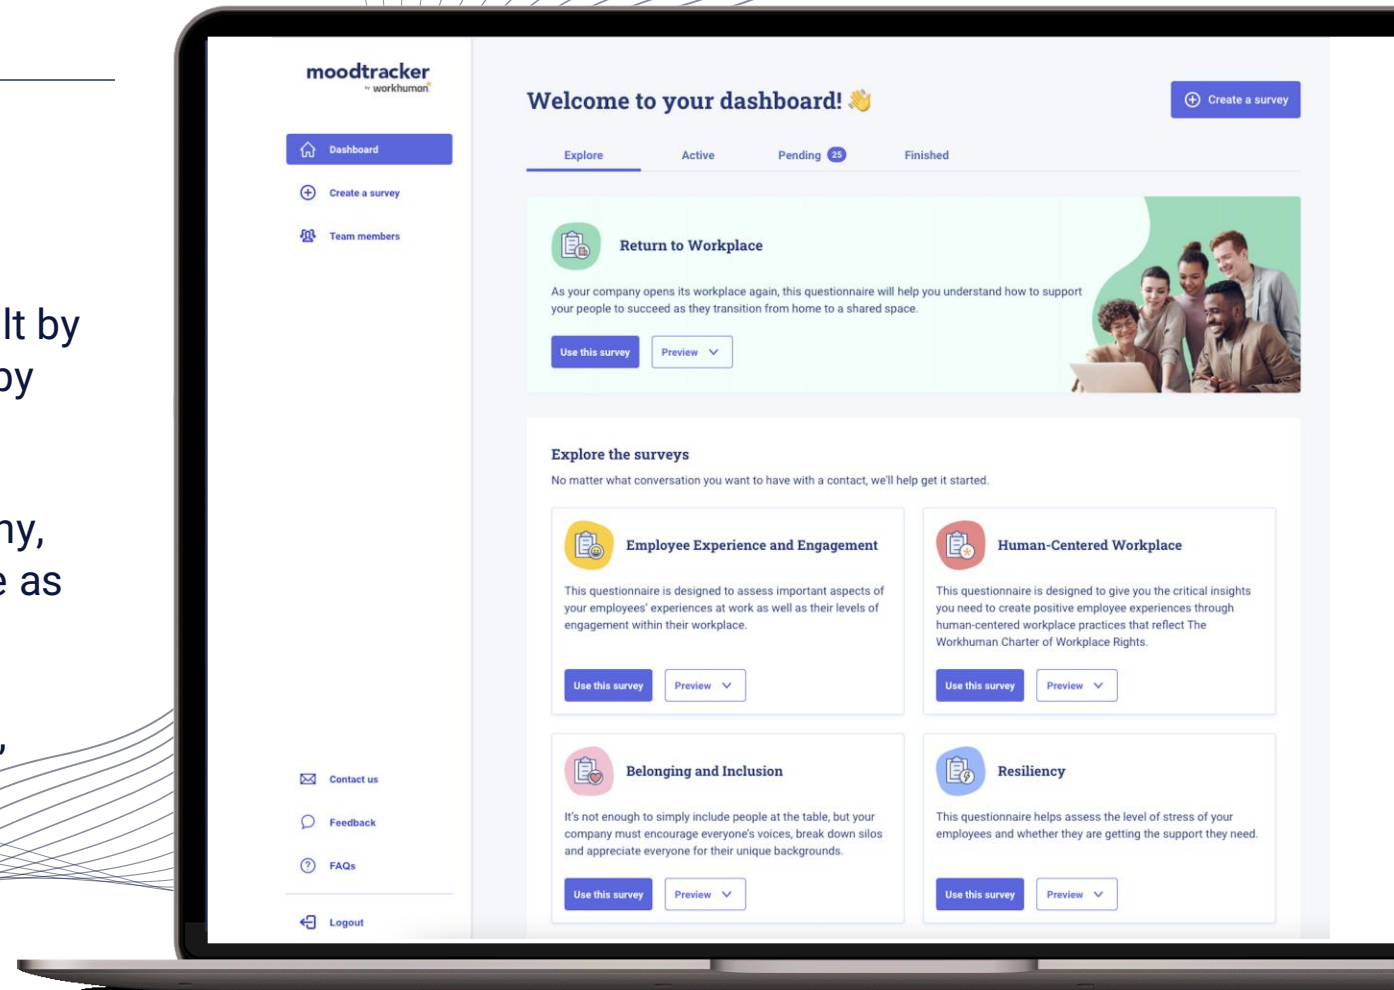 lt by
by
ny,
e as
,
moodtracker
by workhuman
Dashboard
Create a survey
Team members
Contact us
Feedback
FAQs
Logout
Welcome to your dashboard! 👋
Create a survey
Explore
Active
Pending 25
Finished
Return to Workplace
As your company opens its workplace again, this questionnaire will help you understand how to support
your people to succeed as they transition from home to a shared space.
Use this survey
Preview
Explore the surveys
No matter what conversation you want to have with a contact, we'll help get it started.
Employee Experience and Engagement
This questionnaire is designed to assess important aspects of
your employees' experiences at work as well as their levels of
engagement within their workplace.
Use this survey
Preview
Human-Centered Workplace
This questionnaire is designed to give you the critical insights
you need to create positive employee experiences through
human-centered workplace practices that reflect The
Workhuman Charter of Workplace Rights.
Use this survey
Preview
Belonging and Inclusion
It's not enough to simply include people at the table, but your
company must encourage everyone's voices, break down silos
and appreciate everyone for their unique backgrounds.
Use this survey
Preview
Resiliency
This questionnaire helps assess the level of stress of your
employees and whether they are getting the support they need.
Use this survey
Preview